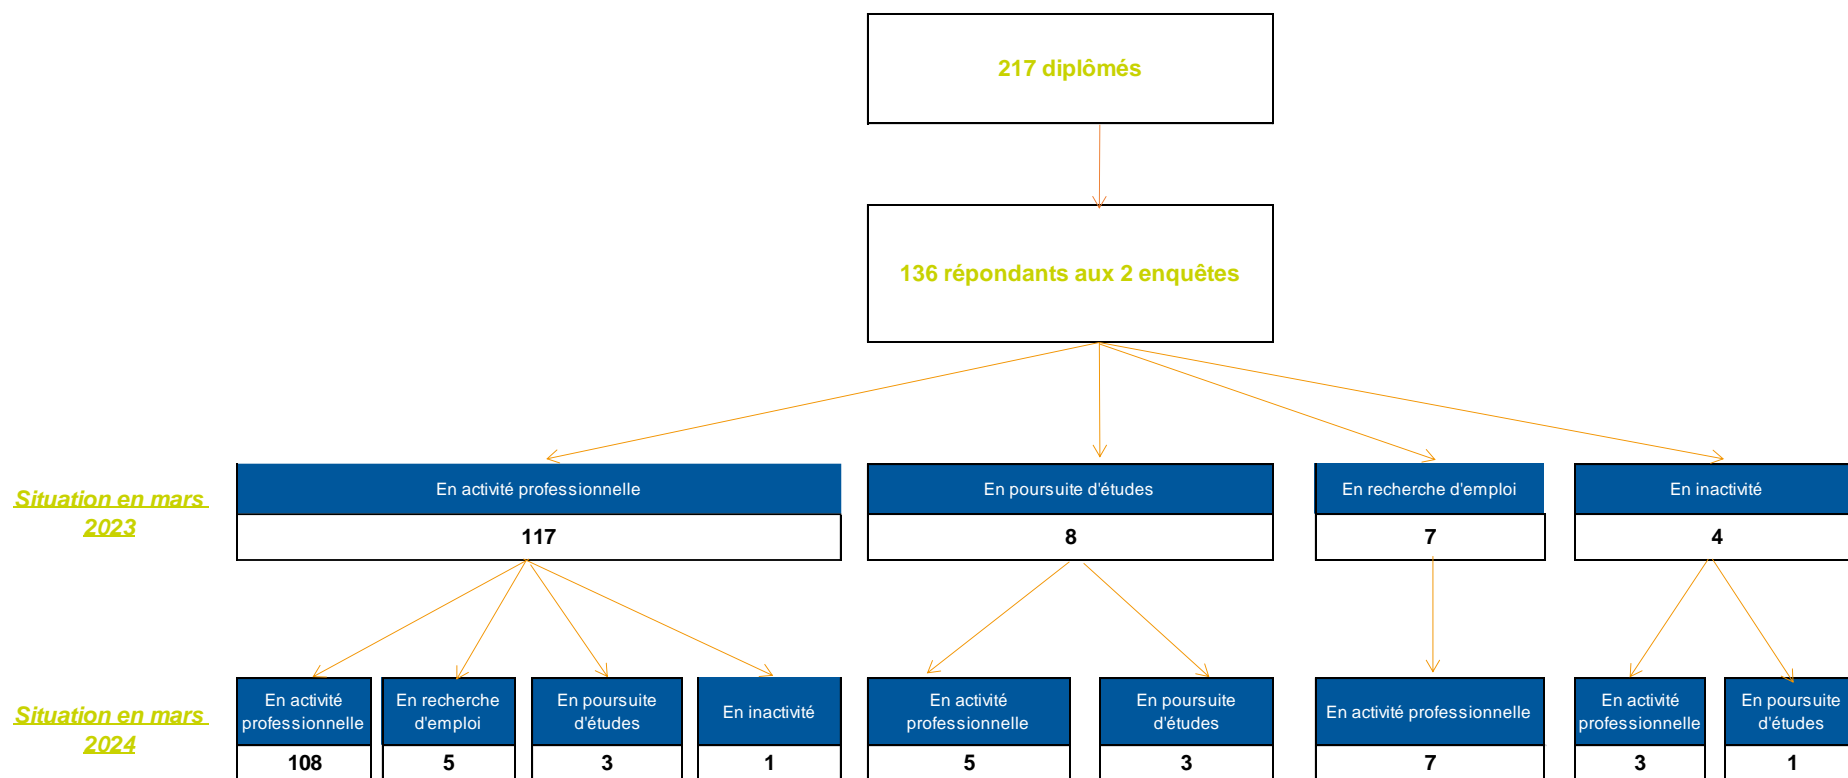 217 diplômés
136 répondants aux 2 enquêtes
Situation en mars
2023
En activité professionnelle
117
En poursuite d'études
8
En recherche d'emploi
7
En inactivité
4
Situation en mars
2024
En activité
professionnelle
108
En recherche
d'emploi
5
En poursuite
d'études
3
En inactivité
1
En activité
professionnelle
5
En poursuite
d'études
3
En activité professionnelle
7
En activité
professionnelle
3
En poursuite
d'études
1